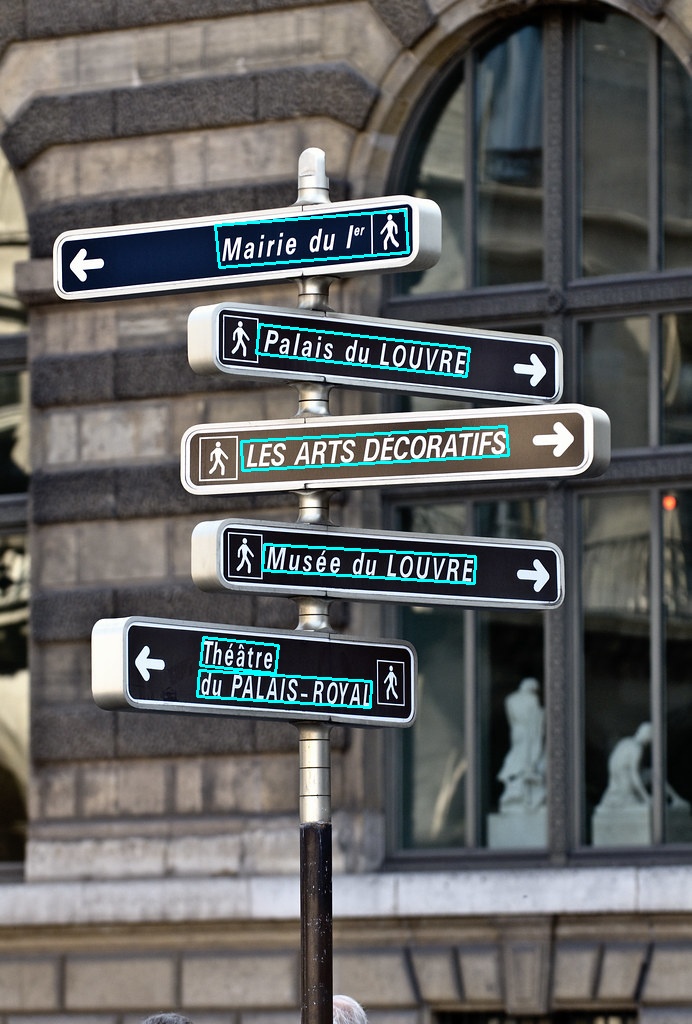 Mairie du Ier
Palais du LOUVRE
LES ARTS DÉCORATIFS
Musée du LOUVRE
Théâtre
du PALAIS-ROYAL